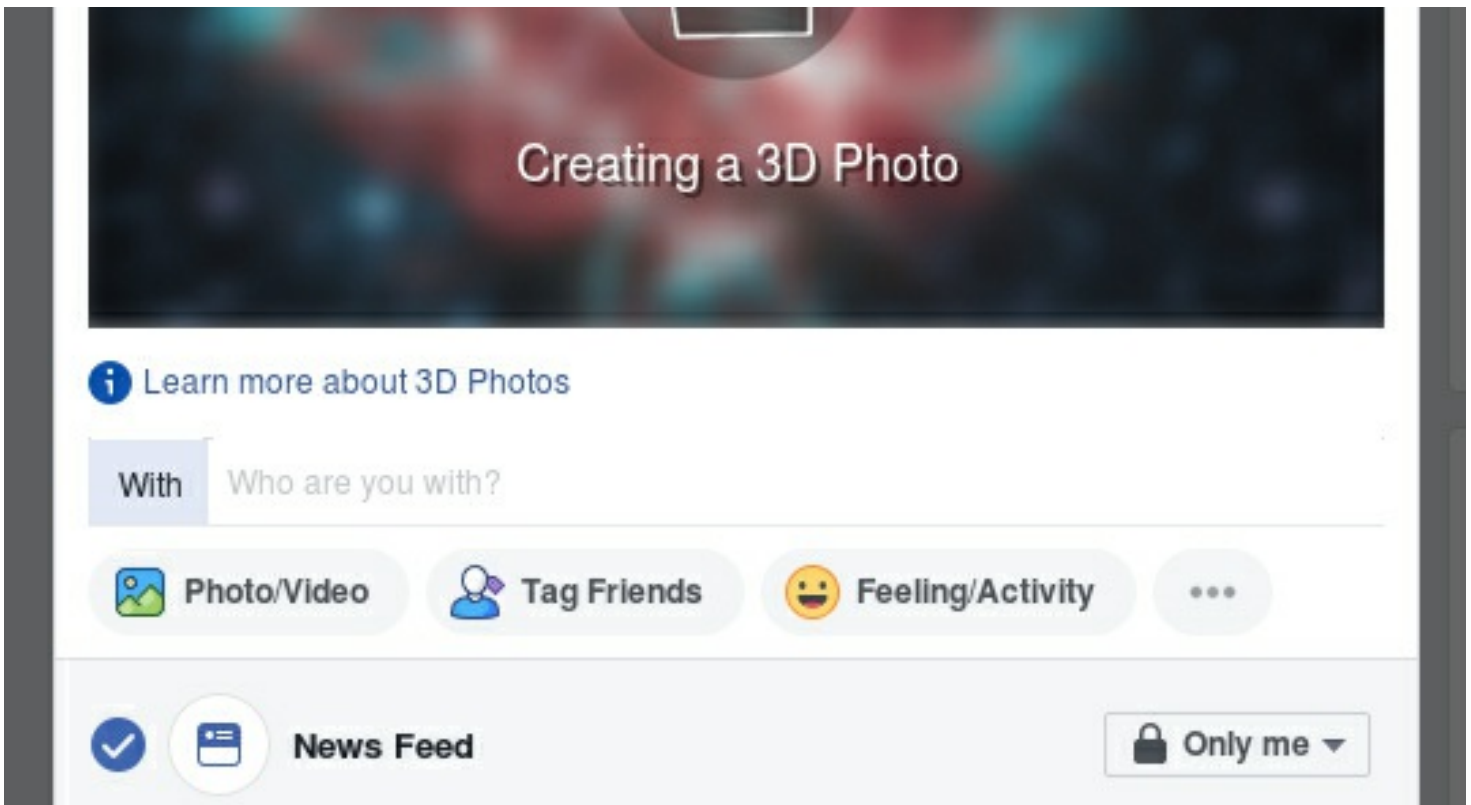 Creating a 3D Photo
Learn more about 3D Photos
With Who are you with?
Photo/Video Tag Friends Feeling/Activity
News Feed Only me